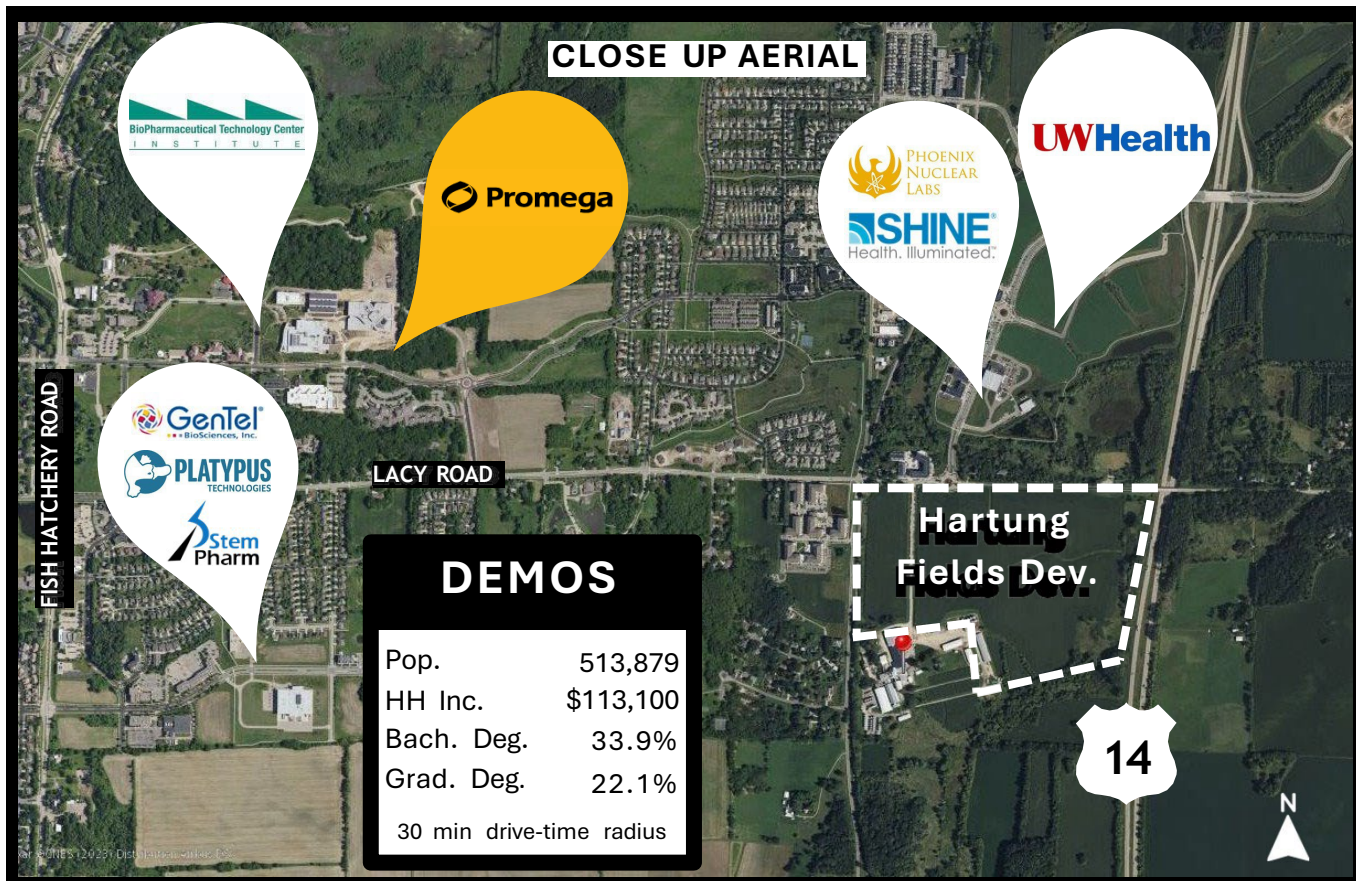 CLOSE UP AERIAL
BioPharmaceutical Technology Center
INSTITUTE
Promega
PHOENIX
NUCLEAR
LABS
SHINE®
Health. Illuminated.™
UWHealth
FISH HATCHERY ROAD
GenTel®
BioSciences, Inc.
PLATYPUS
TECHNOLOGIES
Stem
Pharm
LACY ROAD
Hartung
Fields Dev.
DEMOS
Pop. 513,879
HH Inc. $113,100
Bach. Deg. 33.9%
Grad. Deg. 22.1%
30 min drive-time radius
14
N